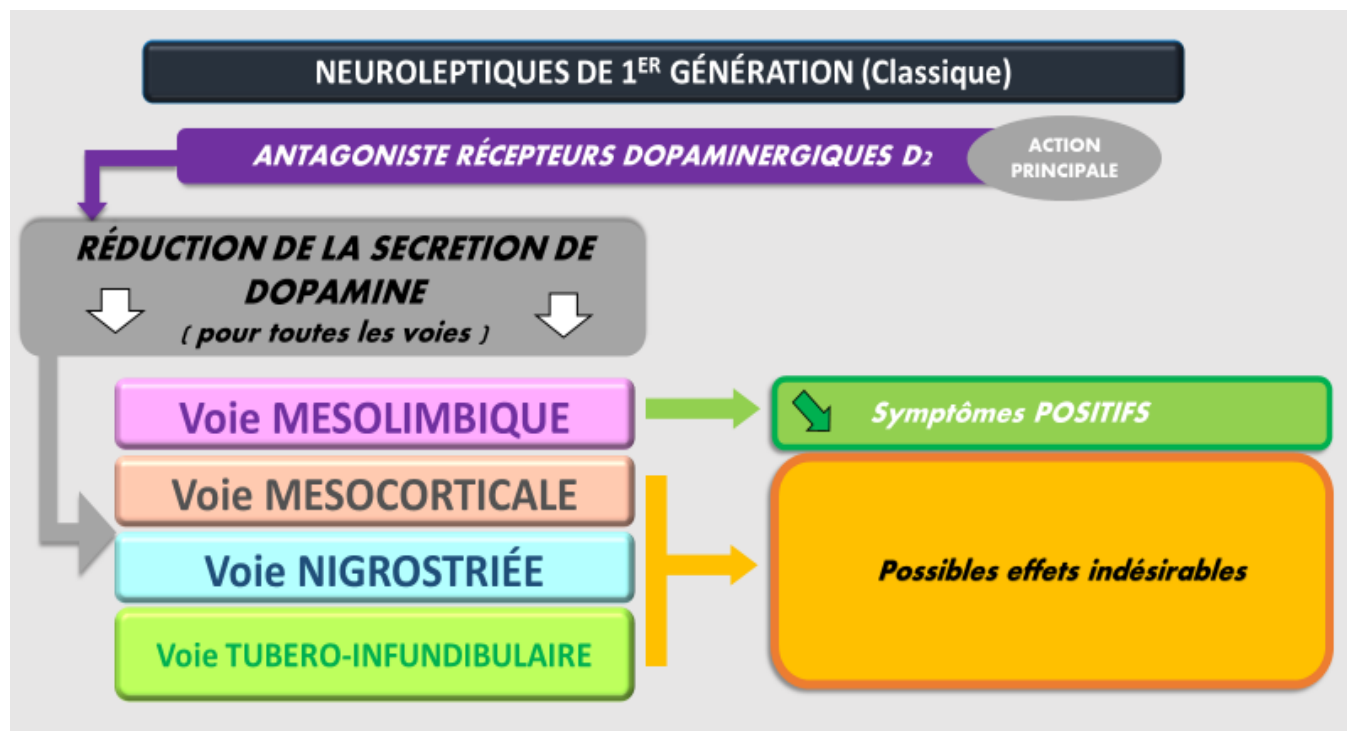 NEUROLEPTIQUES DE 1ER GÉNÉRATION (Classique)
ANTAGONISTE RÉCEPTEURS DOPAMINERGIQUES D2
ACTION
PRINCIPALE
RÉDUCTION DE LA SECRETION DE
DOPAMINE
( pour toutes les voies )
Voie MESOLIMBIQUE
Symptômes POSITIFS
Voie MESOCORTICALE
Voie NIGROSTRIÉE
Possibles effets indésirables
Voie TUBERO-INFUNDIBULAIRE